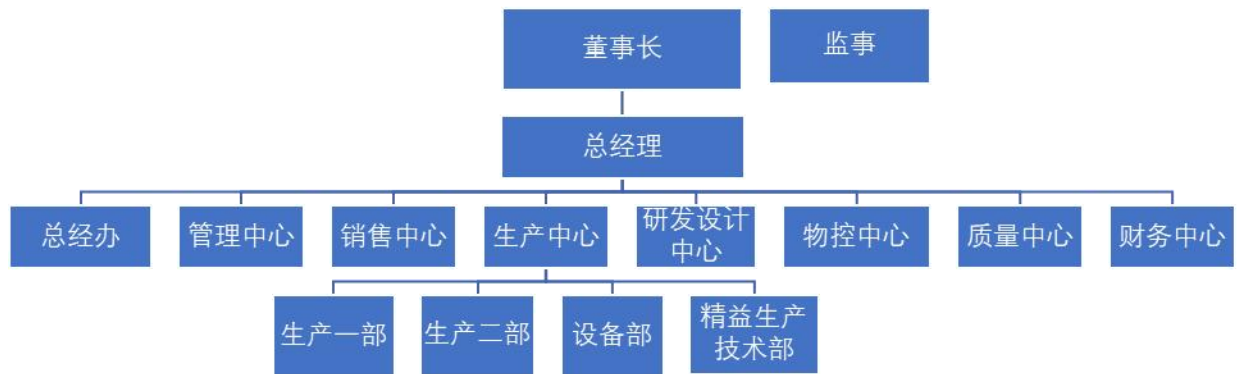 董事长
监事
总经理
总经办
管理中心
销售中心
生产中心
研发设计
中心
物控中心
质量中心
财务中心
生产一部
生产二部
设备部
精益生产
技术部